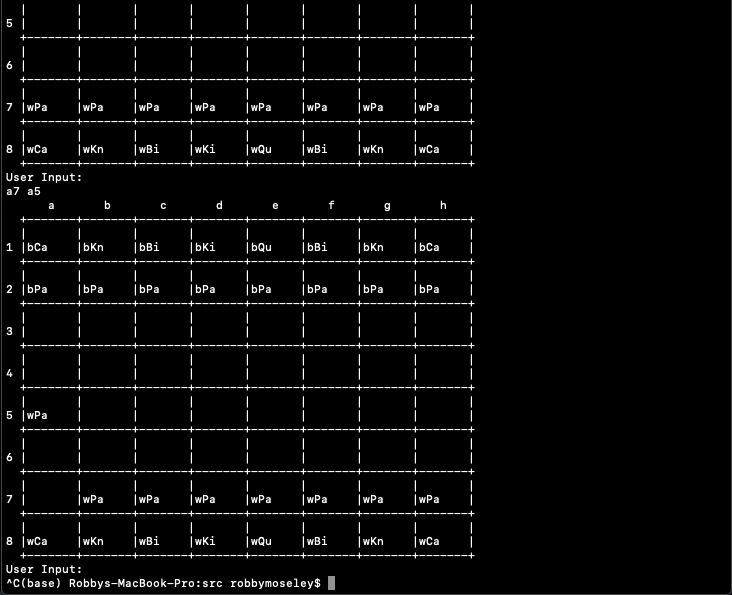 5
6
7 |wPa |wPa |wPa |wPa |wPa |wPa |wPa |wPa |
8 |wCa |wKn |wBi |wKi |wQu |wBi |wKn |wCa |
User Input:
a7 a5
a b c d e f g h
1 |bCa |bKn |bBi |bKi |bQu |bBi |bKn |bCa |
2 |bPa |bPa |bPa |bPa |bPa |bPa |bPa |bPa |
3
4
5 |wPa | | | | | | | |
6
7 | |wPa |wPa |wPa |wPa |wPa |wPa |wPa |
8 |wCa |wKn |wBi |wKi |wQu |wBi |wKn |wCa |
User Input:
^C(base) Robbys-MacBook-Pro:src robbymoseley$